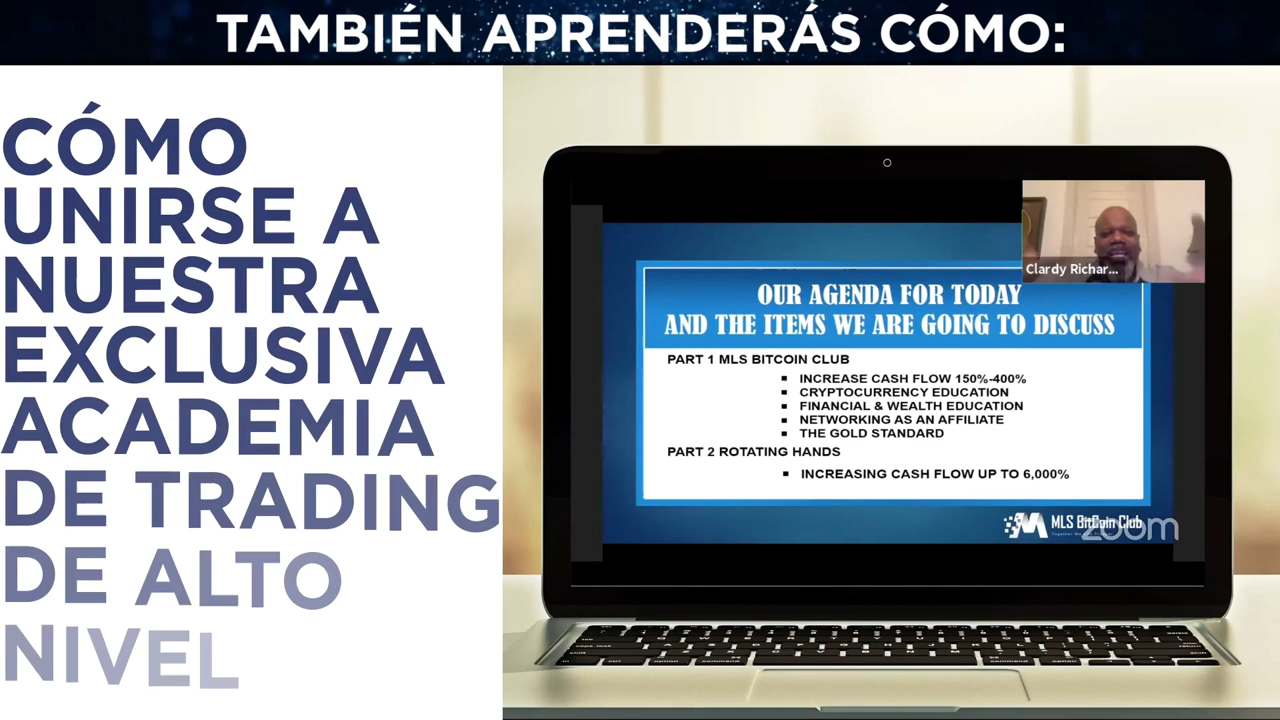 TAMBIÉN APRENDERÁS CÓMO:
CÓMO
UNIRSE A
NUESTRA
EXCLUSIVA
ACADEMIA
DE TRADING
DE ALTO
NIVEL
Clardy Richar...
OUR AGENDA FOR TODAY
AND THE ITEMS WE ARE GOING TO DISCUSS
PART 1 MLS BITCOIN CLUB
▪ INCREASE CASH FLOW 150%-400%
▪ CRYPTOCURRENCY EDUCATION
▪ FINANCIAL & WEALTH EDUCATION
▪ NETWORKING AS AN AFFILIATE
▪ THE GOLD STANDARD
PART 2 ROTATING HANDS
▪ INCREASING CASH FLOW UP TO 6,000%
MLS BitCoin Club
zoom